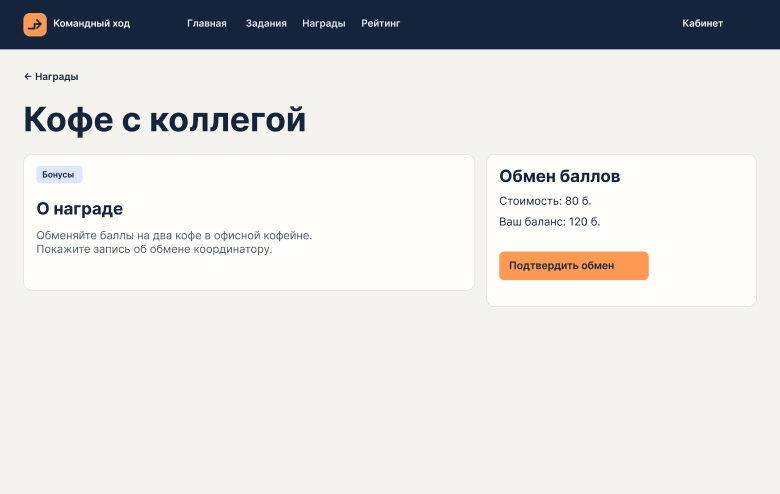 Командный ход
Главная
Задания
Награды
Рейтинг
Кабинет
← Награды
Кофе с коллегой
Бонусы
О награде
Обменяйте баллы на два кофе в офисной кофейне.
Покажите запись об обмене координатору.
Обмен баллов
Стоимость: 80 б.
Ваш баланс: 120 б.
Подтвердить обмен